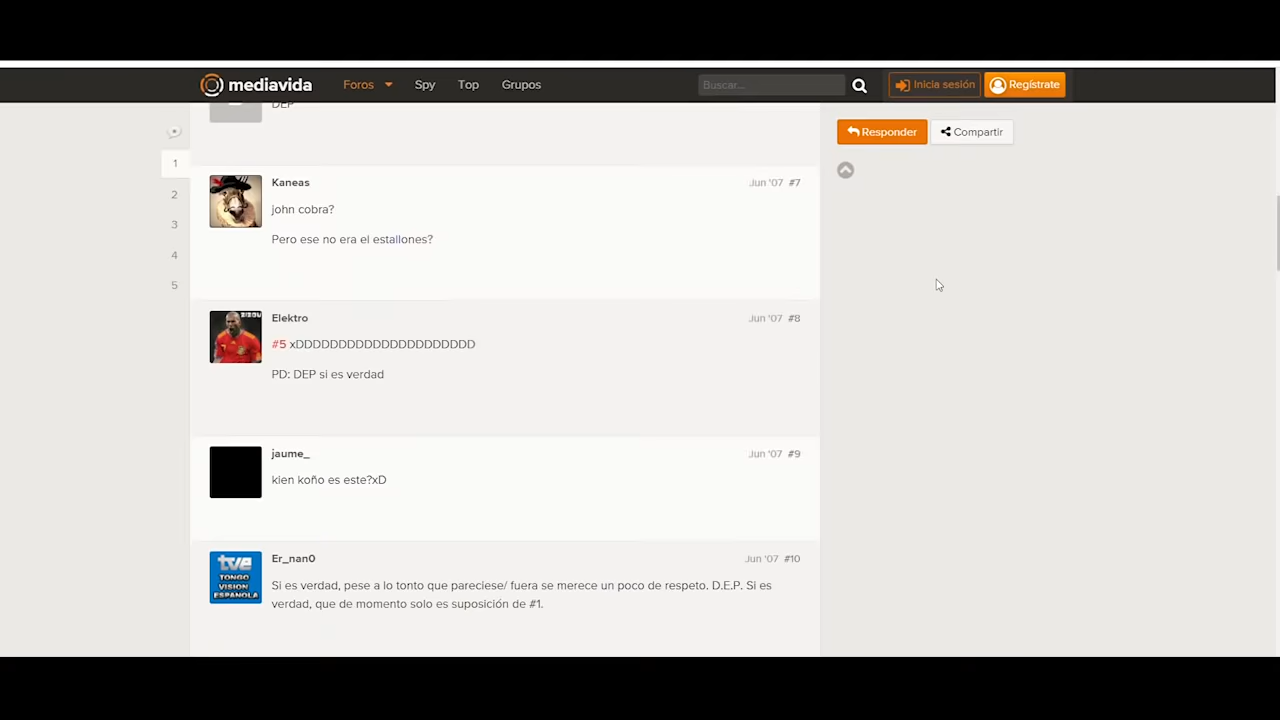 mediavida Foros Spy Top Grupos Buscar... Inicia sesión Regístrate
DEP
Responder Compartir
1
2
3
4
5
Kaneas Jun '07 #7
john cobra?
Pero ese no era el estallones?
Elektro Jun '07 #8
#5 xDDDDDDDDDDDDDDDDDDDDD
PD: DEP si es verdad
jaume_ Jun '07 #9
kien koño es este?xD
Er_nan0 Jun '07 #10
tve
TONGO
VISION
ESPAÑOLA
Si es verdad, pese a lo tonto que pareciese/ fuera se merece un poco de respeto. D.E.P. Si es
verdad, que de momento solo es suposición de #1.